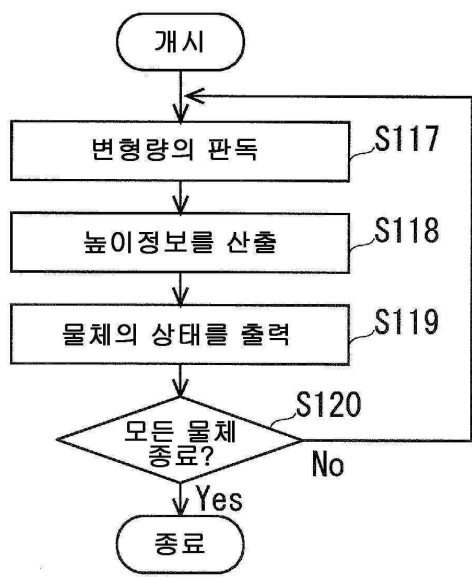 개시
변형량의 판독
S117
높이정보를 산출
S118
물체의 상태를 출력
S119
S120
모든 물체
종료?
No
Yes
종료